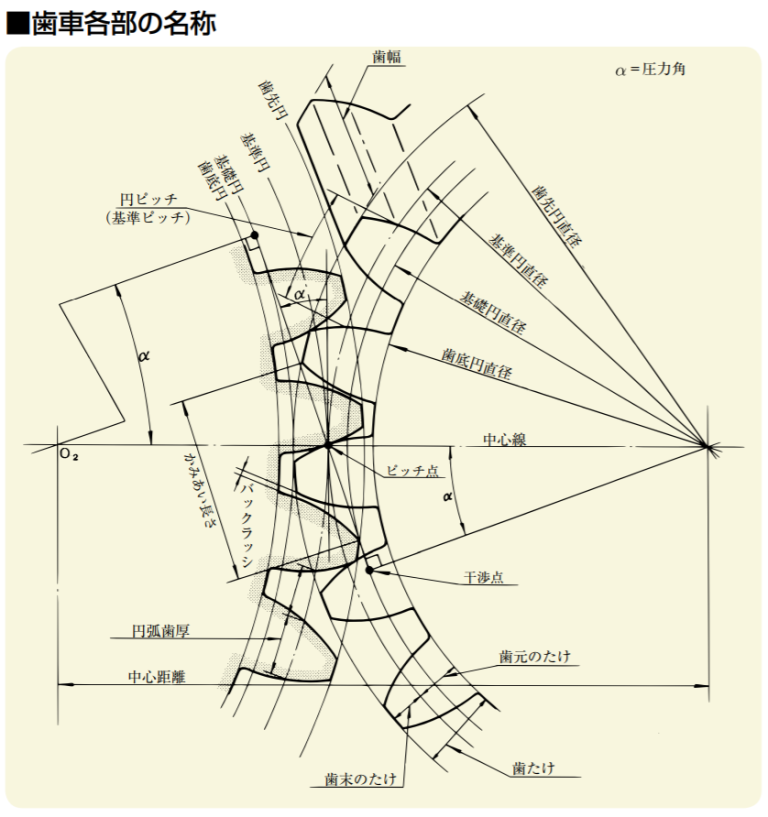 ■歯車各部の名称
歯幅
α＝圧力角
歯先円
基準円
基礎円
歯底円
円ピッチ
(基準ピッチ)
歯先円直径
基準円直径
基礎円直径
歯底円直径
α
α
中心線
O₂
ピッチ点
α
かみあい長さ
バックラッシ
干渉点
円弧歯厚
歯元のたけ
中心距離
歯たけ
歯末のたけ